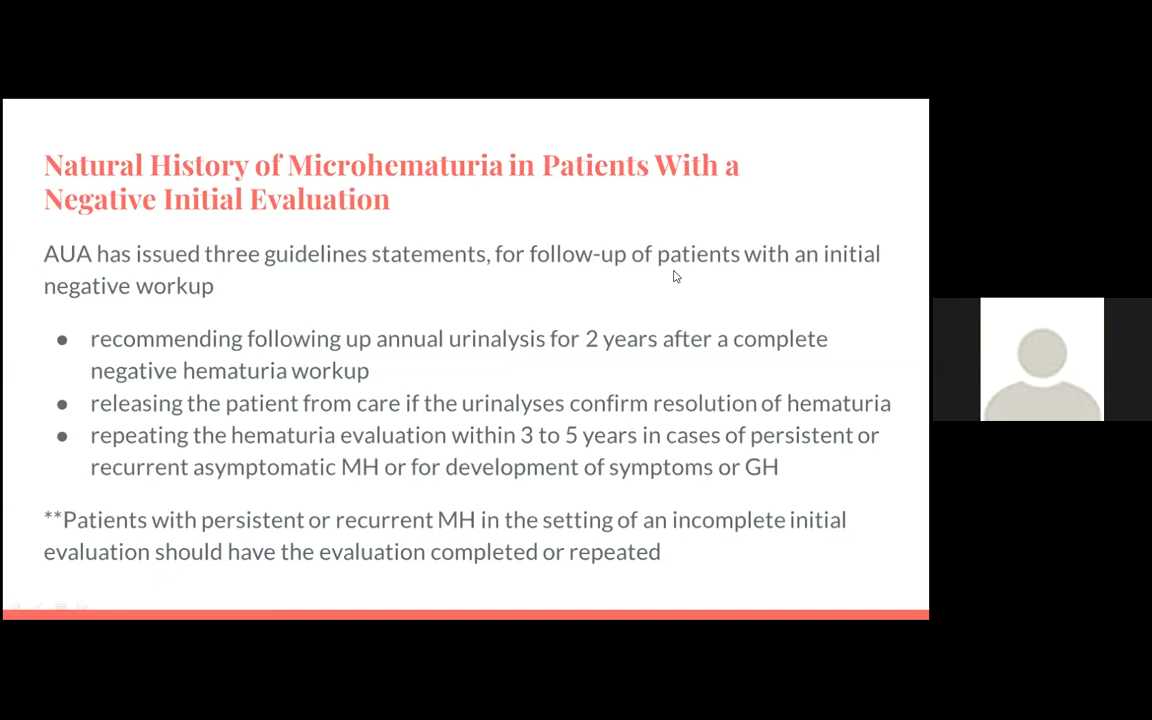 Natural History of Microhematuria in Patients With a
Negative Initial Evaluation
AUA has issued three guidelines statements, for follow-up of patients with an initial
negative workup
● recommending following up annual urinalysis for 2 years after a complete
negative hematuria workup
● releasing the patient from care if the urinalyses confirm resolution of hematuria
● repeating the hematuria evaluation within 3 to 5 years in cases of persistent or
recurrent asymptomatic MH or for development of symptoms or GH
**Patients with persistent or recurrent MH in the setting of an incomplete initial
evaluation should have the evaluation completed or repeated